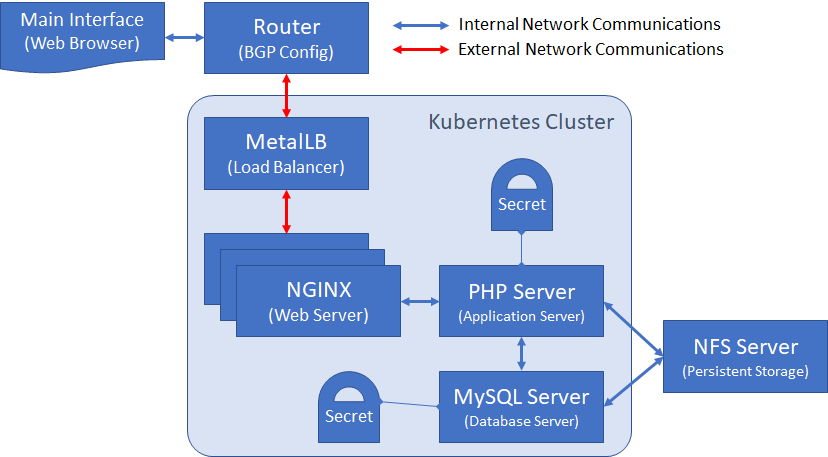 Main Interface
(Web Browser)
Router
(BGP Config)
Internal Network Communications
External Network Communications
Kubernetes Cluster
MetalLB
(Load Balancer)
Secret
NGINX
(Web Server)
PHP Server
(Application Server)
NFS Server
(Persistent Storage)
Secret
MySQL Server
(Database Server)